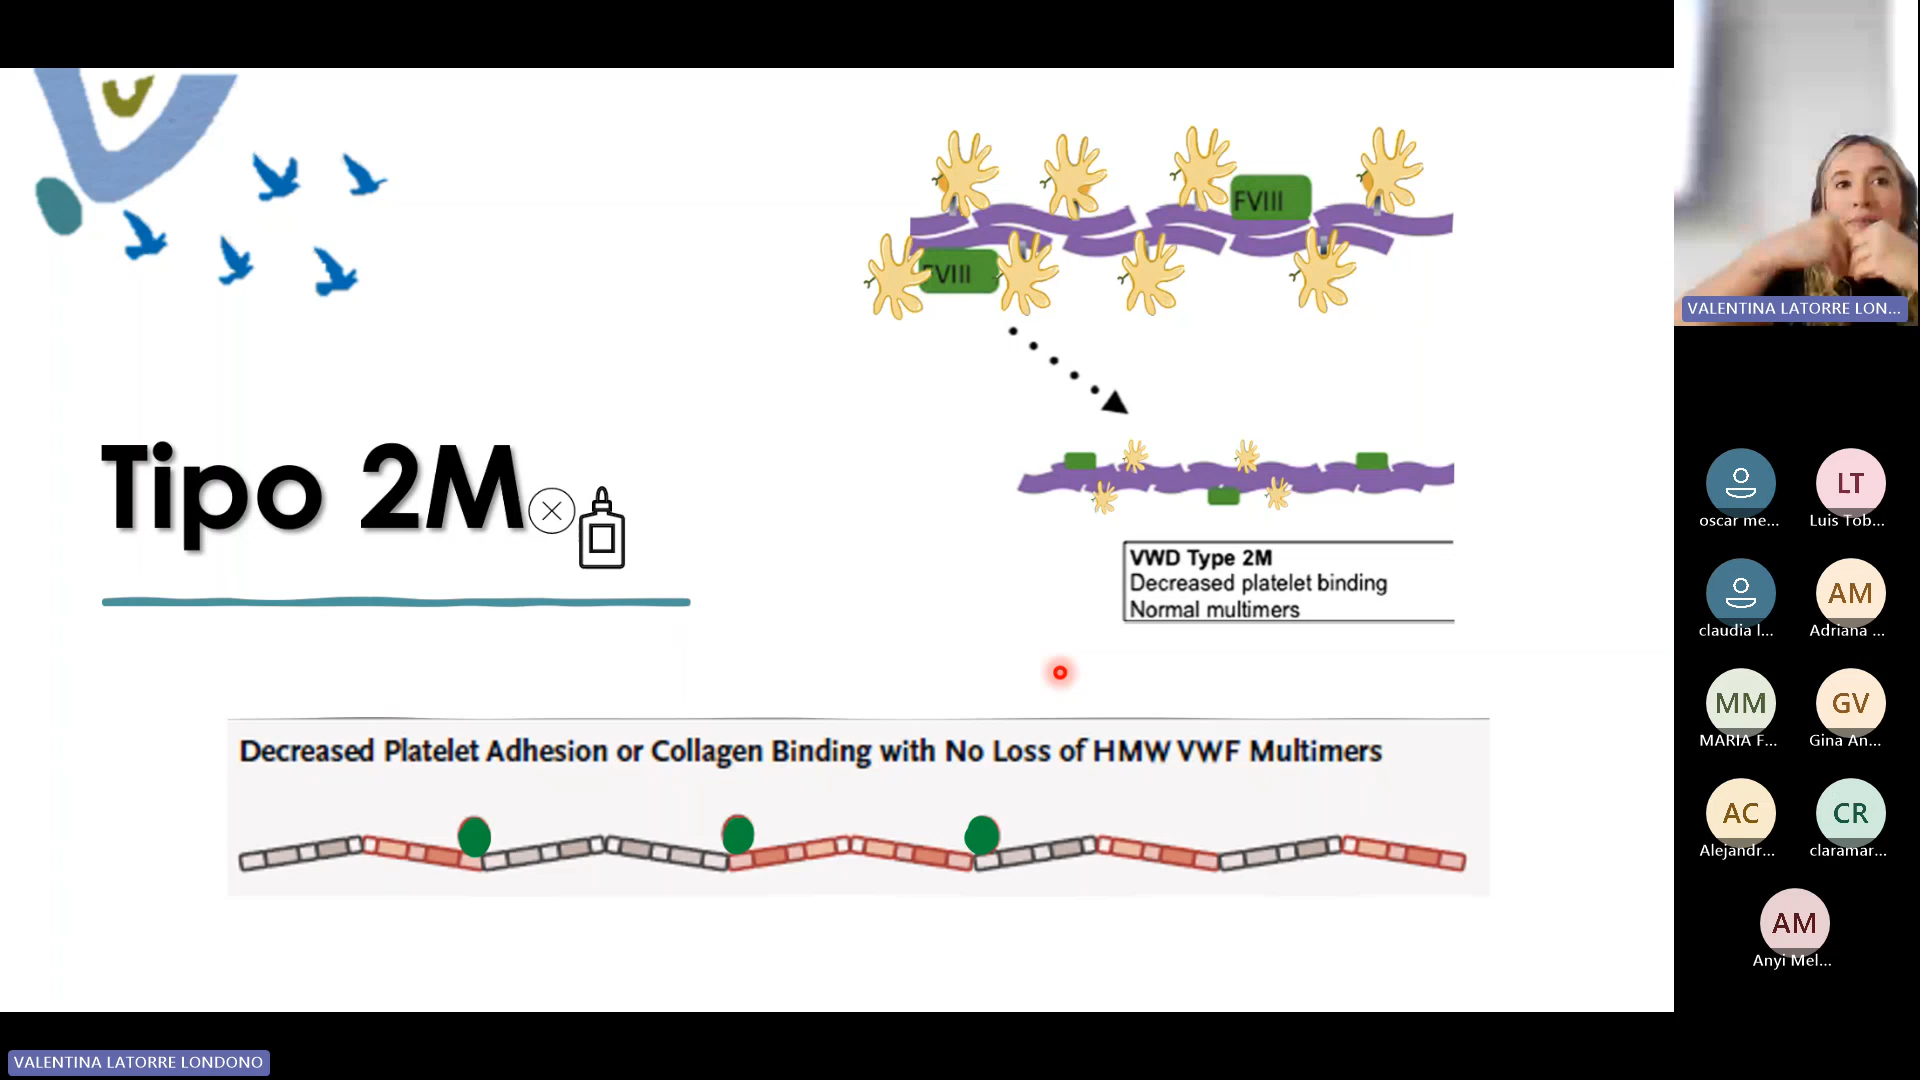 FVIII
FVIII
Tipo 2M
VWD Type 2M
Decreased platelet binding
Normal multimers
Decreased Platelet Adhesion or Collagen Binding with No Loss of HMW VWF Multimers
VALENTINA LATORRE LON...
LT
oscar me...
Luis Tob...
AM
claudia l...
Adriana ...
MM
GV
MARIA F...
Gina An...
AC
CR
Alejandr...
claramar...
AM
Anyi Mel...
VALENTINA LATORRE LONDONO